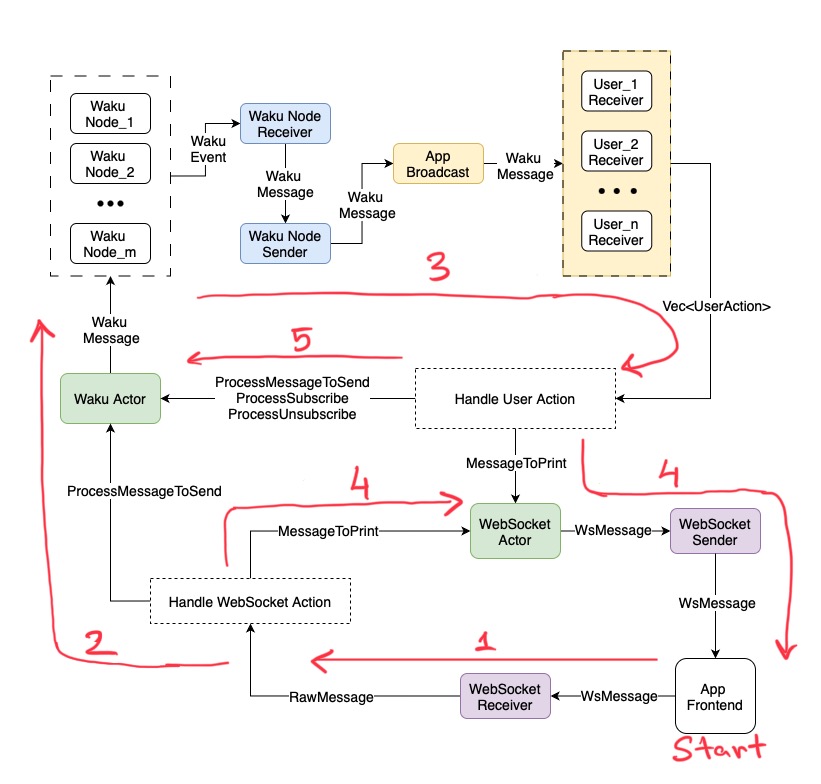 Waku
Node_1
Waku
Node_2
•••
Waku
Node_m
Waku
Event
Waku Node
Receiver
Waku
Message
Waku Node
Sender
Waku
Message
App
Broadcast
Waku
Message
User_1
Receiver
User_2
Receiver
• • •
User_n
Receiver
3
Vec<UserAction>
Waku
Message
5
Waku Actor
ProcessMessageToSend
ProcessSubscribe
ProcessUnsubscribe
Handle User Action
MessageToPrint
4
4
ProcessMessageToSend
MessageToPrint
WebSocket
Actor
WsMessage
WebSocket
Sender
WsMessage
Handle WebSocket Action
2
1
RawMessage
WebSocket
Receiver
WsMessage
App
Frontend
Start